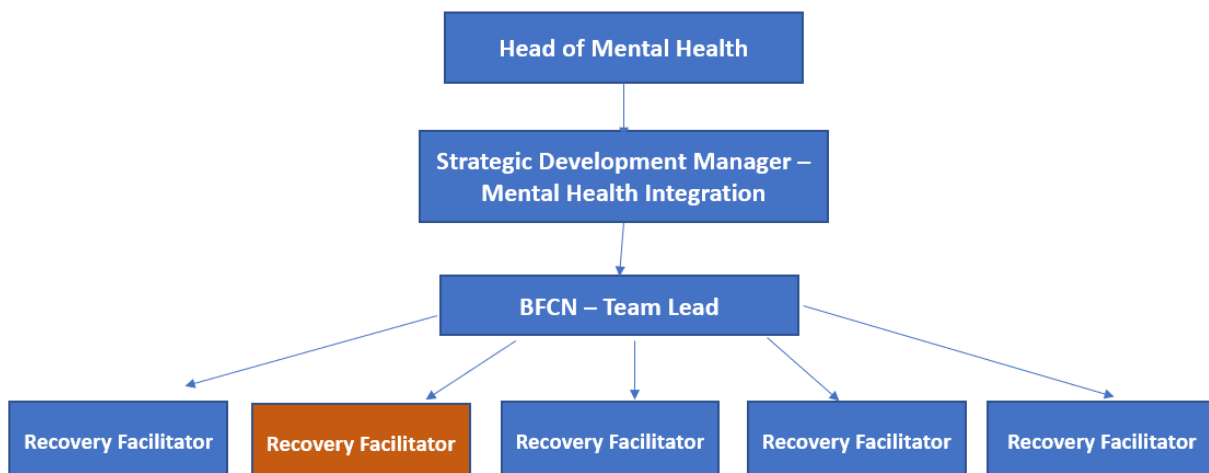 Head of Mental Health
Strategic Development Manager –
Mental Health Integration
BFCN – Team Lead
Recovery Facilitator
Recovery Facilitator
Recovery Facilitator
Recovery Facilitator
Recovery Facilitator